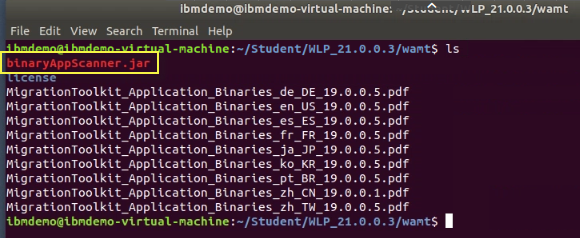 ibmdemo@ibmdemo-virtual-machine: ~/Student/WLP_21.0.0.3/wamt
File Edit View Search Terminal Help
ibmdemo@ibmdemo-virtual-machine:~/Student/WLP_21.0.0.3/wamt$ ls
binaryAppScanner.jar
license
MigrationToolkit_Application_Binaries_de_DE_19.0.0.5.pdf
MigrationToolkit_Application_Binaries_en_US_19.0.0.5.pdf
MigrationToolkit_Application_Binaries_es_ES_19.0.0.5.pdf
MigrationToolkit_Application_Binaries_fr_FR_19.0.0.5.pdf
MigrationToolkit_Application_Binaries_ja_JP_19.0.0.5.pdf
MigrationToolkit_Application_Binaries_ko_KR_19.0.0.5.pdf
MigrationToolkit_Application_Binaries_pt_BR_19.0.0.5.pdf
MigrationToolkit_Application_Binaries_zh_CN_19.0.0.1.pdf
MigrationToolkit_Application_Binaries_zh_TW_19.0.0.5.pdf
ibmdemo@ibmdemo-virtual-machine:~/Student/WLP_21.0.0.3/wamt$